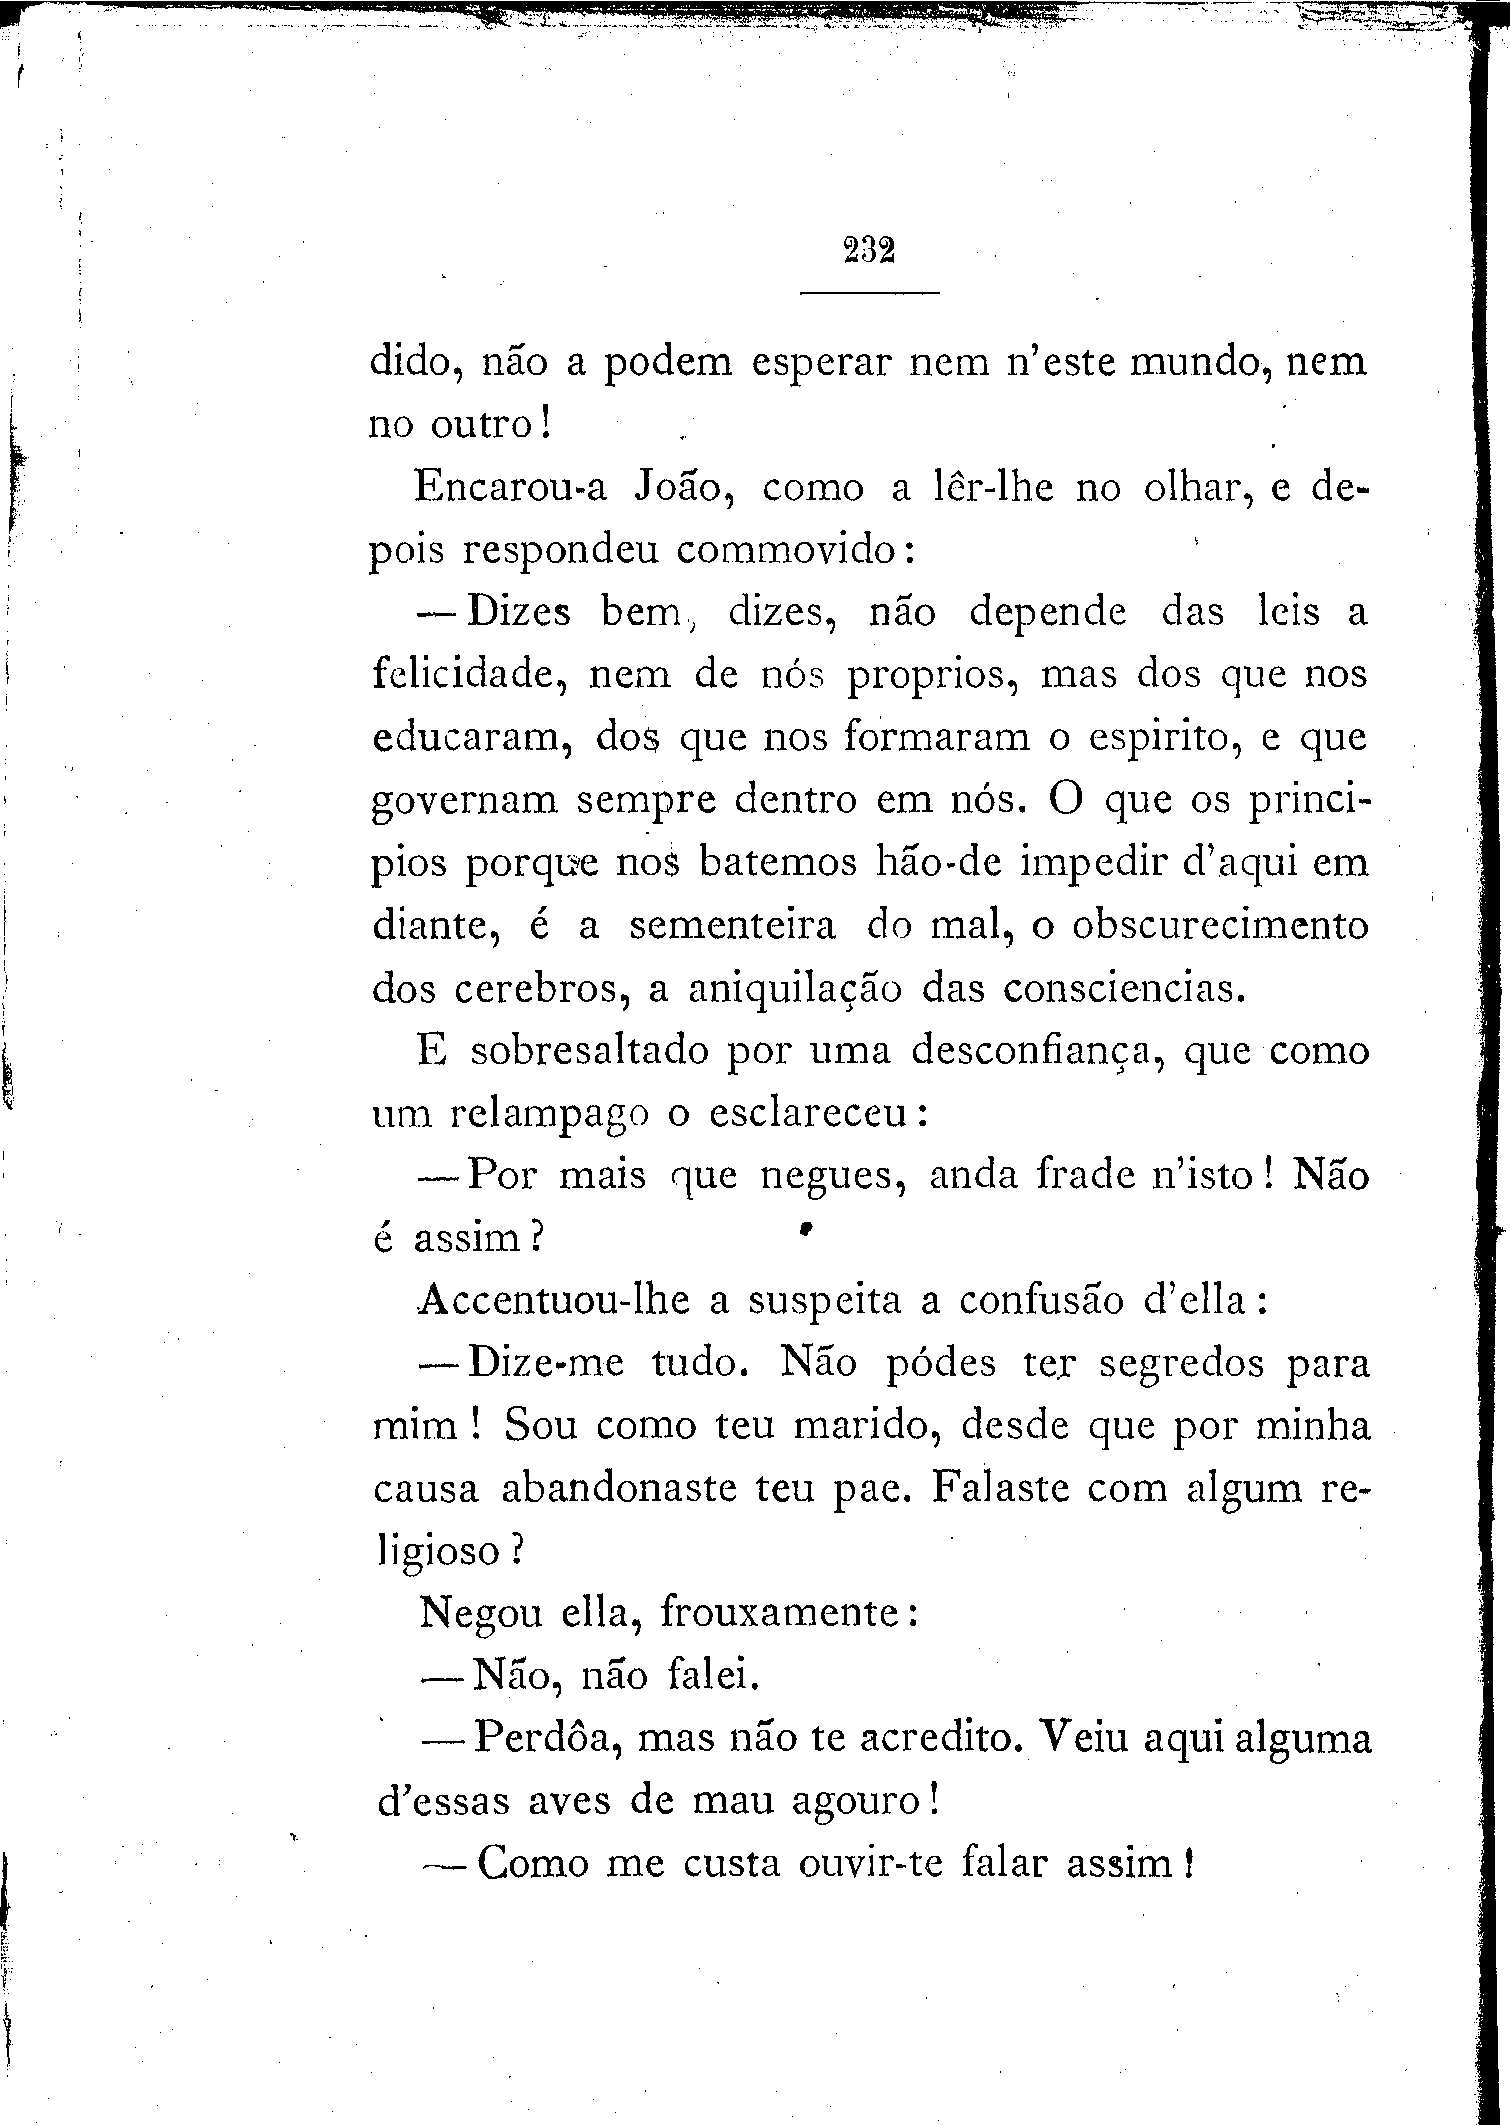 232
dido, não a podem esperar nem n'este mundo, nem
no outro!
Encarou-a João, como a lêr-lhe no olhar, e de-
pois respondeu commovido:
— Dizes bem, dizes, não depende das leis a
felicidade, nem de nós proprios, mas dos que nos
educaram, dos que nos formaram o espirito, e que
governam sempre dentro em nós. O que os princi-
pios porque nos batemos hão-de impedir d'aqui em
diante, é a sementeira do mal, o obscurecimento
dos cerebros, a aniquilação das consciencias.
E sobresaltado por uma desconfiança, que como
um relampago o esclareceu:
— Por mais que negues, anda frade n'isto! Não
é assim?
Accentuou-lhe a suspeita a confusão d'ella:
— Dize-me tudo. Não pódes ter segredos para
mim! Sou como teu marido, desde que por minha
causa abandonaste teu pae. Falaste com algum re-
ligioso?
Negou ella, frouxamente:
— Não, não falei.
— Perdôa, mas não te acredito. Veiu aqui alguma
d'essas aves de mau agouro!
— Como me custa ouvir-te falar assim!